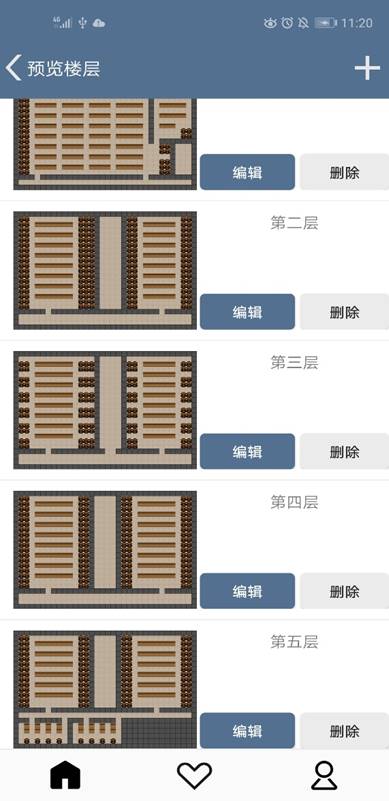 4G 11:20
预览楼层
编辑 删除
第二层
编辑 删除
第三层
编辑 删除
第四层
编辑 删除
第五层
编辑 删除